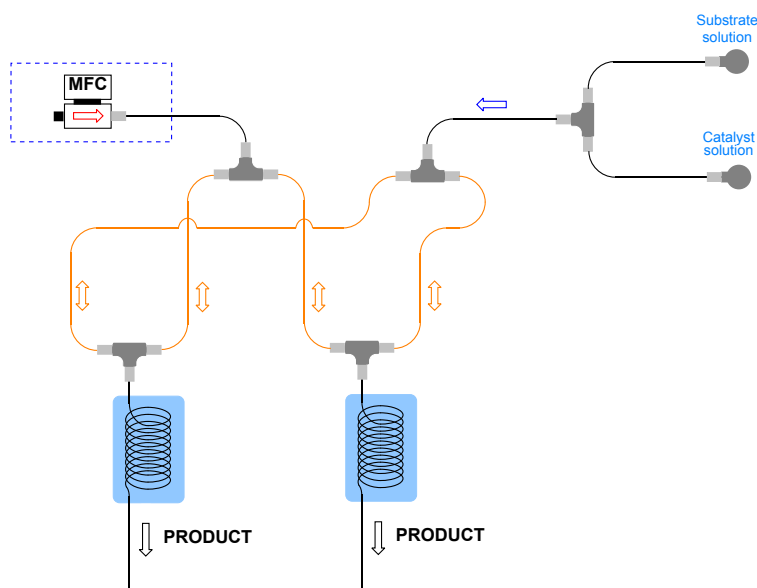 Substrate
solution
MFC
Catalyst
solution
PRODUCT
PRODUCT